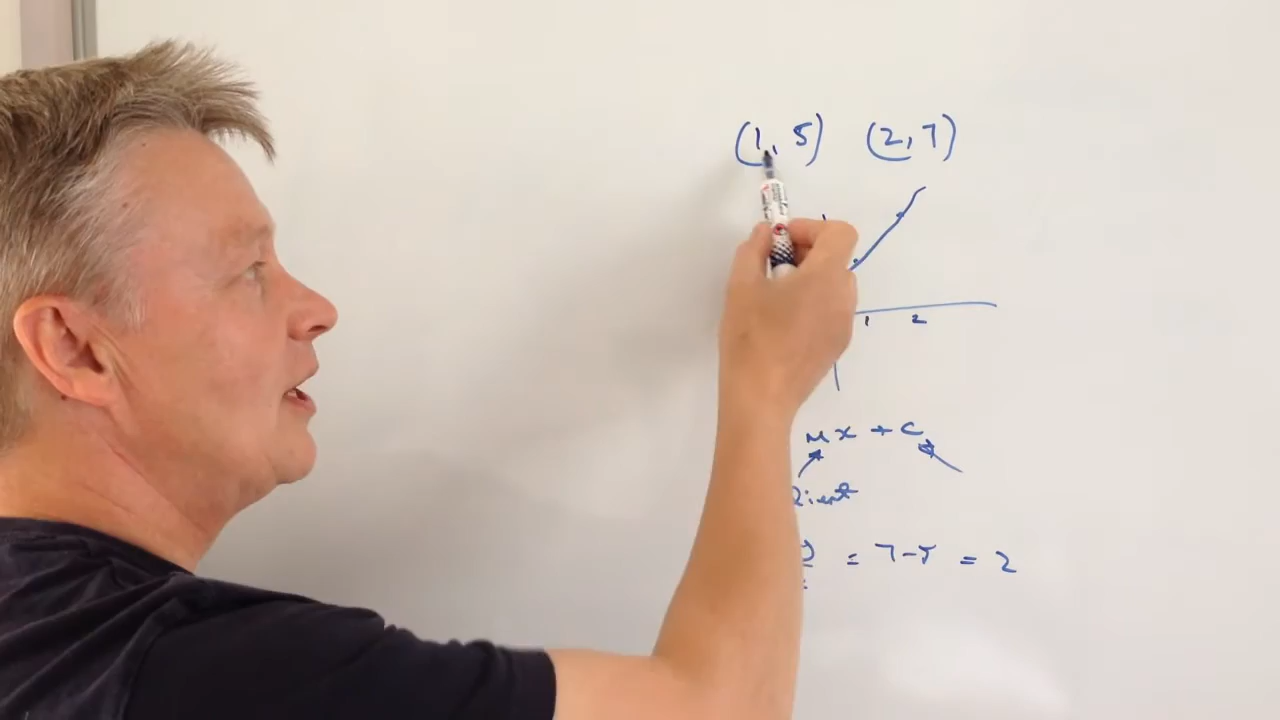 (1, 5) (2, 7)
1 2
mx + c
= 7-5 = 2